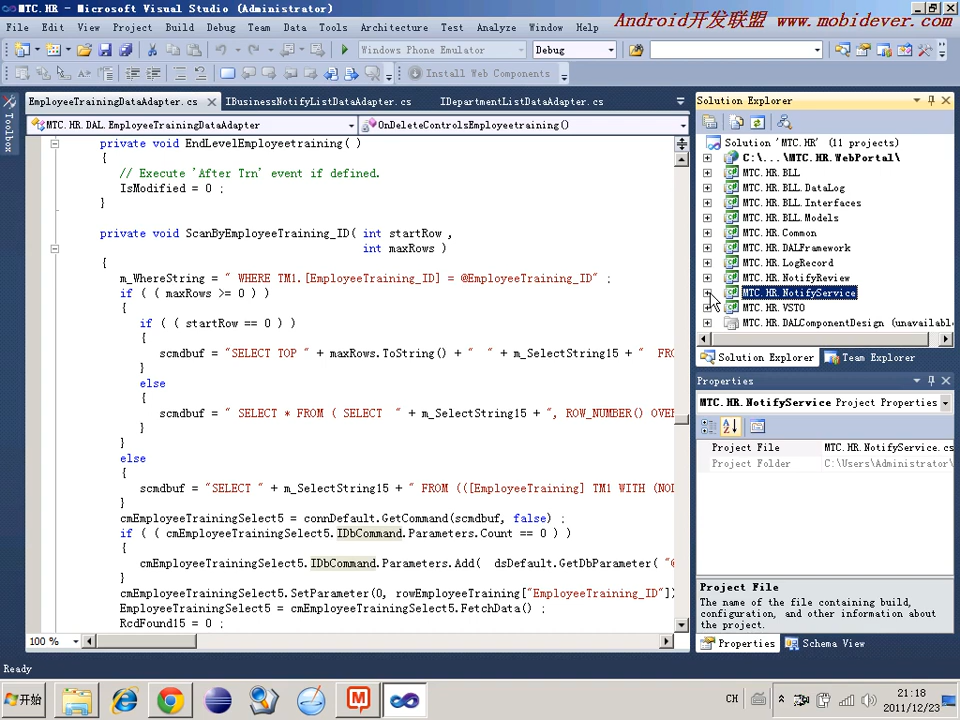 MTC.HR - Microsoft Visual Studio (Administrator)
Android开发联盟 www.mobidever.com
File Edit View Project Build Debug Team Data Tools Architecture Test Analyze Window Help
Windows Phone Emulator
Debug
Install Web Components
Toolbox
EmployeeTrainingDataAdapter.cs
IBusinessNotifyListDataAdapter.cs
IDepartmentListDataAdapter.cs
MTC.HR.DAL.EmployeeTrainingDataAdapter
OnDeleteControlsEmployeetraining()
private void EndLevelEmployeetraining( )
{
// Execute 'After Trn' event if defined.
IsModified = 0 ;
}
private void ScanByEmployeeTraining_ID( int startRow ,
int maxRows )
{
m_WhereString = " WHERE TM1.[EmployeeTraining_ID] = @EmployeeTraining_ID" ;
if ( ( maxRows >= 0 ) )
{
if ( ( startRow == 0 ) )
{
scmdbuf = "SELECT TOP " + maxRows.ToString() + " " + m_SelectString15 + " FR
}
else
{
scmdbuf = " SELECT * FROM ( SELECT " + m_SelectString15 + ", ROW_NUMBER() OVER
}
}
else
{
scmdbuf = "SELECT " + m_SelectString15 + " FROM (([EmployeeTraining] TM1 WITH (NO
}
cmEmployeeTrainingSelect5 = connDefault.GetCommand(scmdbuf, false) ;
if ( ( cmEmployeeTrainingSelect5.IDbCommand.Parameters.Count == 0 ) )
{
cmEmployeeTrainingSelect5.IDbCommand.Parameters.Add( dsDefault.GetDbParameter( "@
}
cmEmployeeTrainingSelect5.SetParameter(0, rowEmployeeTraining["EmployeeTraining_ID"])
EmployeeTrainingSelect5 = cmEmployeeTrainingSelect5.FetchData() ;
RcdFound15 = 0 ;
100 %
Solution Explorer
Solution 'MTC.HR' (11 projects)
C:\...\MTC.HR.WebPortal\
MTC.HR.BLL
MTC.HR.BLL.DataLog
MTC.HR.BLL.Interfaces
MTC.HR.BLL.Models
MTC.HR.Common
MTC.HR.DALFramework
MTC.HR.LogRecord
MTC.HR.NotifyReview
MTC.HR.NotifyService
MTC.HR.VSTO
MTC.HR.DALComponentDesign (unavailabl
Solution Explorer
Team Explorer
Properties
MTC.HR.NotifyService Project Properties
Project File MTC.HR.NotifyService.cs
Project Folder C:\Users\Administrator\
Project File
The name of the file containing build,
configuration, and other information about
the project.
Properties
Schema View
Ready
开始
CH
21:18
2011/12/23